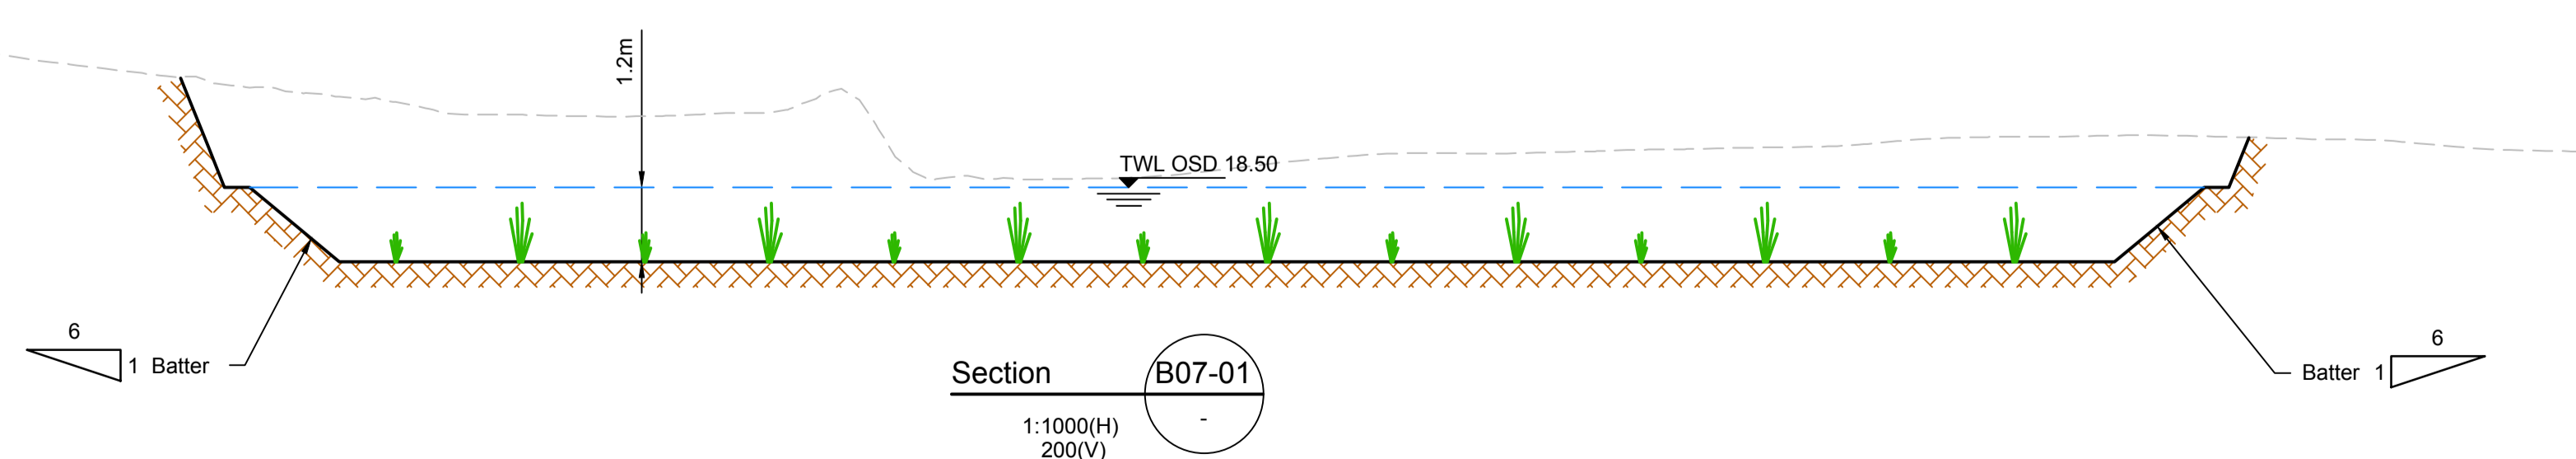 1.2m
TWL OSD 18.50
6
1 Batter
6
Batter 1
Section B07-01
1:1000(H)
200(V)
-